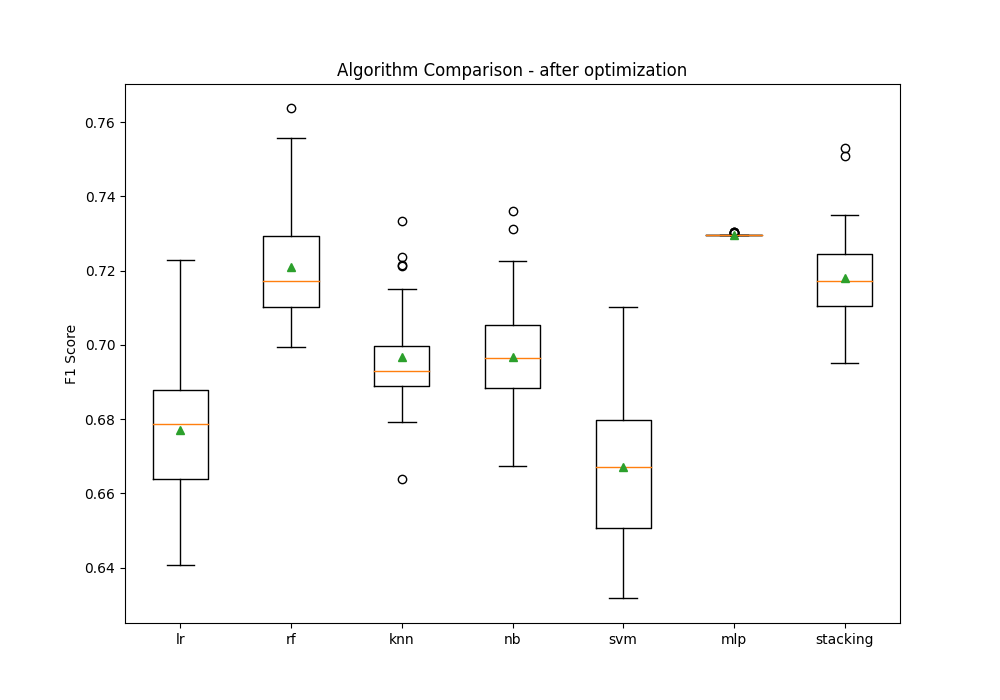 Algorithm Comparison - after optimization
0.76
0.74
0.72
0.70
0.68
0.66
0.64
F1 Score
lr rf knn nb svm mlp stacking